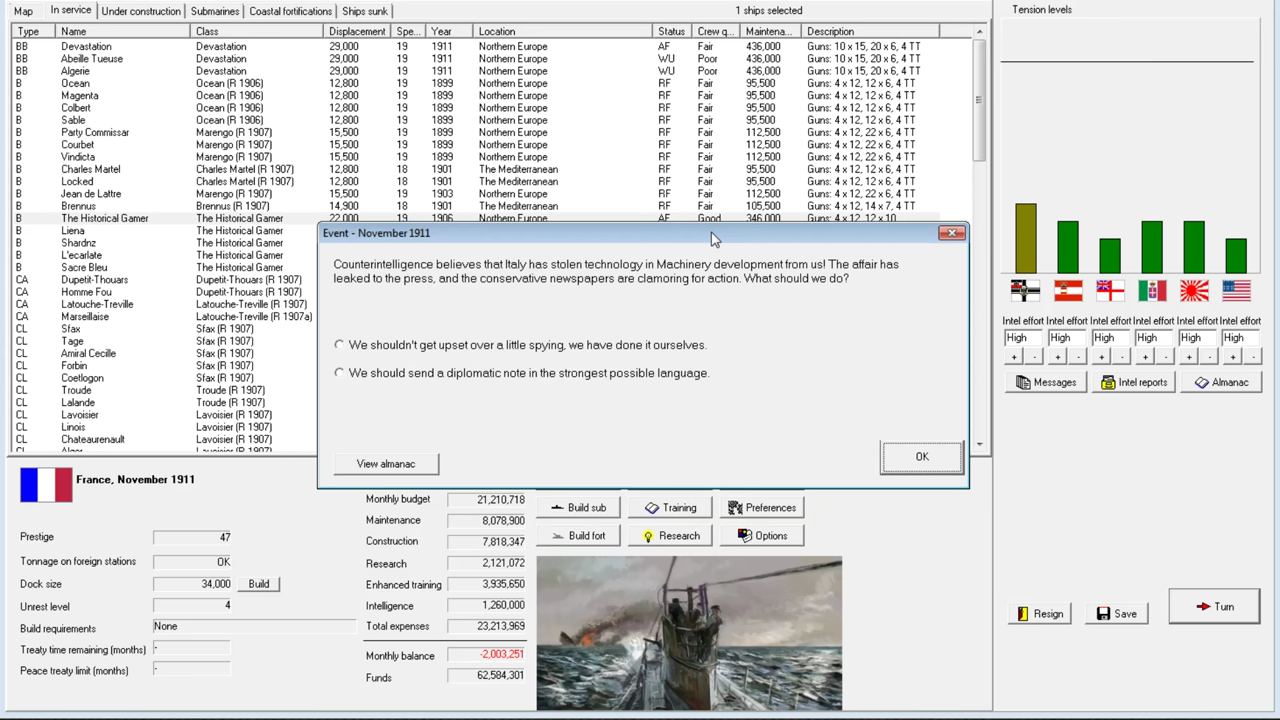 Map In service Under construction Submarines Coastal fortifications Ships sunk 1 ships selected Tension levels
Type Name Class Displacement Spe... Year Location Status Crew q... Maintena... Description
BB Devastation Devastation 29,000 19 1911 Northern Europe AF Fair 436,000 Guns: 10 x 15, 20 x 6, 4 TT
BB Abeille Tueuse Devastation 29,000 19 1911 Northern Europe WU Poor 436,000 Guns: 10 x 15, 20 x 6, 4 TT
BB Algerie Devastation 29,000 19 1911 Northern Europe WU Poor 436,000 Guns: 10 x 15, 20 x 6, 4 TT
B Ocean Ocean (R 1906) 12,800 19 1899 Northern Europe RF Fair 95,500 Guns: 4 x 12, 12 x 6, 4 TT
B Magenta Ocean (R 1906) 12,800 19 1899 Northern Europe RF Fair 95,500 Guns: 4 x 12, 12 x 6, 4 TT
B Colbert Ocean (R 1906) 12,800 19 1899 Northern Europe RF Fair 95,500 Guns: 4 x 12, 12 x 6, 4 TT
B Sable Ocean (R 1906) 12,800 19 1899 Northern Europe RF Fair 95,500 Guns: 4 x 12, 12 x 6, 4 TT
B Party Commissar Marengo (R 1907) 15,500 19 1899 Northern Europe RF Fair 112,500 Guns: 4 x 12, 22 x 6, 4 TT
B Courbet Marengo (R 1907) 15,500 19 1899 Northern Europe RF Fair 112,500 Guns: 4 x 12, 22 x 6, 4 TT
B Vindicta Marengo (R 1907) 15,500 19 1899 Northern Europe RF Fair 112,500 Guns: 4 x 12, 22 x 6, 4 TT
B Charles Martel Charles Martel (R 1907) 12,800 18 1901 The Mediterranean RF Fair 95,500 Guns: 4 x 12, 12 x 6, 4 TT
B Locked Charles Martel (R 1907) 12,800 18 1901 The Mediterranean RF Fair 95,500 Guns: 4 x 12, 12 x 6, 4 TT
B Jean de Lattre Marengo (R 1907) 15,500 19 1903 Northern Europe RF Fair 112,500 Guns: 4 x 12, 22 x 6, 4 TT
B Brennus Brennus (R 1907) 14,900 18 1901 The Mediterranean RF Fair 105,500 Guns: 4 x 12, 14 x 7, 4 TT
B The Historical Gamer The Historical Gamer 22,000 19 1906 Northern Europe AF Good 346,000 Guns: 4 x 12, 12 x 10
B Liena The Historical Gamer
B Shardnz The Historical Gamer
B L'ecarlate The Historical Gamer
B Sacre Bleu The Historical Gamer
CA Dupetit-Thouars Dupetit-Thouars (R 1907)
CA Homme Fou Dupetit-Thouars (R 1907)
CA Latouche-Treville Latouche-Treville (R 1907)
CA Marseillaise Latouche-Treville (R 1907a)
CL Sfax Sfax (R 1907)
CL Tage Sfax (R 1907)
CL Amiral Cecille Sfax (R 1907)
CL Forbin Sfax (R 1907)
CL Coetlogon Sfax (R 1907)
CL Troude Troude (R 1907)
CL Lalande Troude (R 1907)
CL Lavoisier Lavoisier (R 1907)
CL Linois Lavoisier (R 1907)
CL Chateaurenault Lavoisier (R 1907)
CL Alger Lavoisier (R 1907)
Event - November 1911
Counterintelligence believes that Italy has stolen technology in Machinery development from us! The affair has
leaked to the press, and the conservative newspapers are clamoring for action. What should we do?
We shouldn't get upset over a little spying, we have done it ourselves.
We should send a diplomatic note in the strongest possible language.
View almanac OK
Intel effort Intel effort Intel effort Intel effort Intel effort Intel effort
High High High High High High
+ - + - + - + - + - + -
Messages Intel reports Almanac
France, November 1911
Prestige 47
Tonnage on foreign stations OK
Dock size 34,000 Build
Unrest level 4
Build requirements None
Treaty time remaining (months) -
Peace treaty limit (months) -
Monthly budget 21,210,718
Maintenance 8,078,900
Construction 7,818,347
Research 2,121,072
Enhanced training 3,935,650
Intelligence 1,260,000
Total expenses 23,213,969
Monthly balance -2,003,251
Funds 62,584,301
Build sub Training Preferences
Build fort Research Options
Resign Save Turn